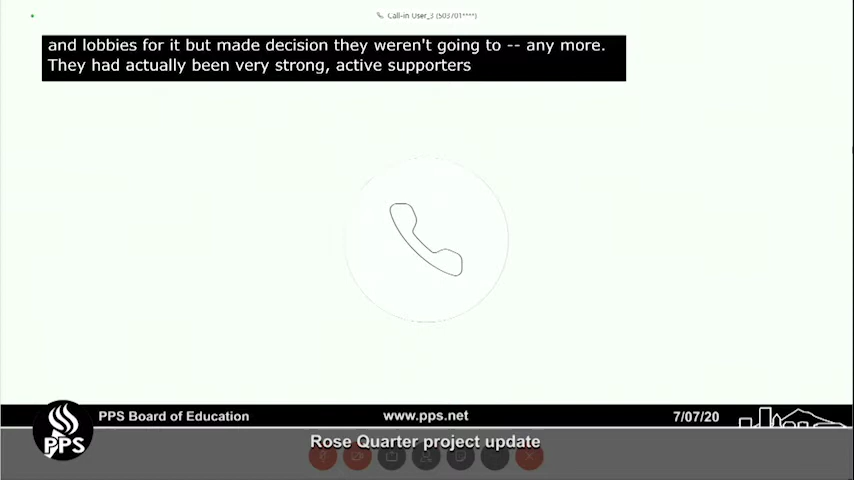 Call-in User_3 (503701****)
and lobbies for it but made decision they weren't going to -- any more.
They had actually been very strong, active supporters
PPS Board of Education
www.pps.net
7/07/20
PPS
Rose Quarter project update